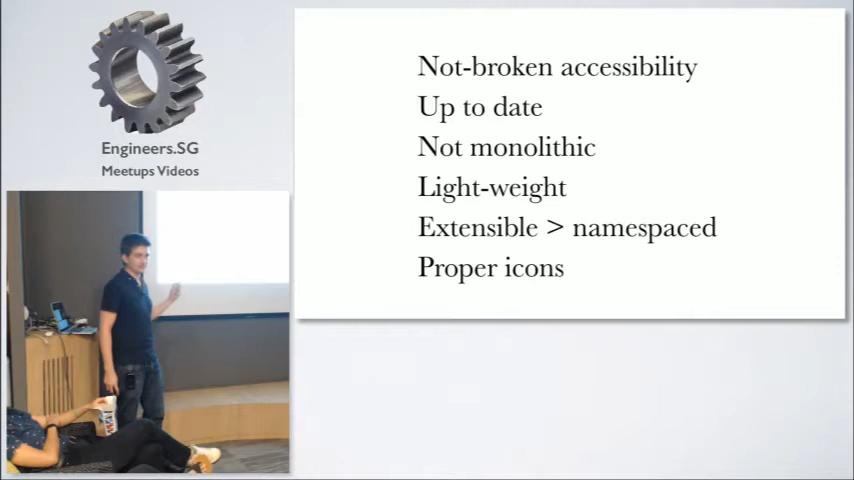 Engineers.SG
Meetups Videos
Not-broken accessibility
Up to date
Not monolithic
Light-weight
Extensible > namespaced
Proper icons